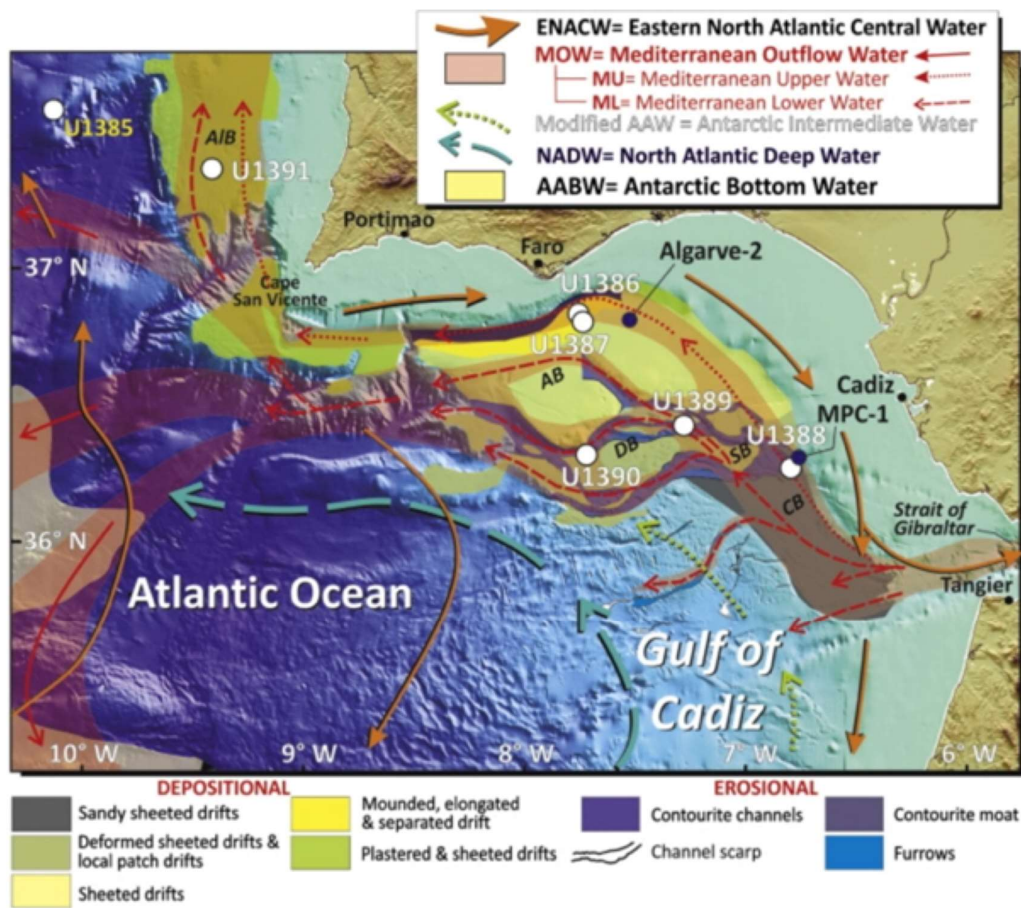 ENACW= Eastern North Atlantic Central Water
MOW= Mediterranean Outflow Water
MU= Mediterranean Upper Water
ML= Mediterranean Lower Water
Modified AAW = Antarctic Intermediate Water
NADW= North Atlantic Deep Water
AABW= Antarctic Bottom Water
U1385
AlB
U1391
Portimao
Faro
Algarve-2
37° N
Cape
San Vicente
U1386
U1387
AB
U1389
Cadiz
MPC-1
U1388
DB
SB
U1390
CB
Strait of
Gibraltar
36° N
Tangier
Atlantic Ocean
Gulf of
Cadiz
10° W
9° W
8° W
7° W
6° W
DEPOSITIONAL
EROSIONAL
Sandy sheeted drifts
Mounded, elongated
& separated drift
Contourite channels
Contourite moat
Deformed sheeted drifts &
local patch drifts
Plastered & sheeted drifts
Channel scarp
Furrows
Sheeted drifts